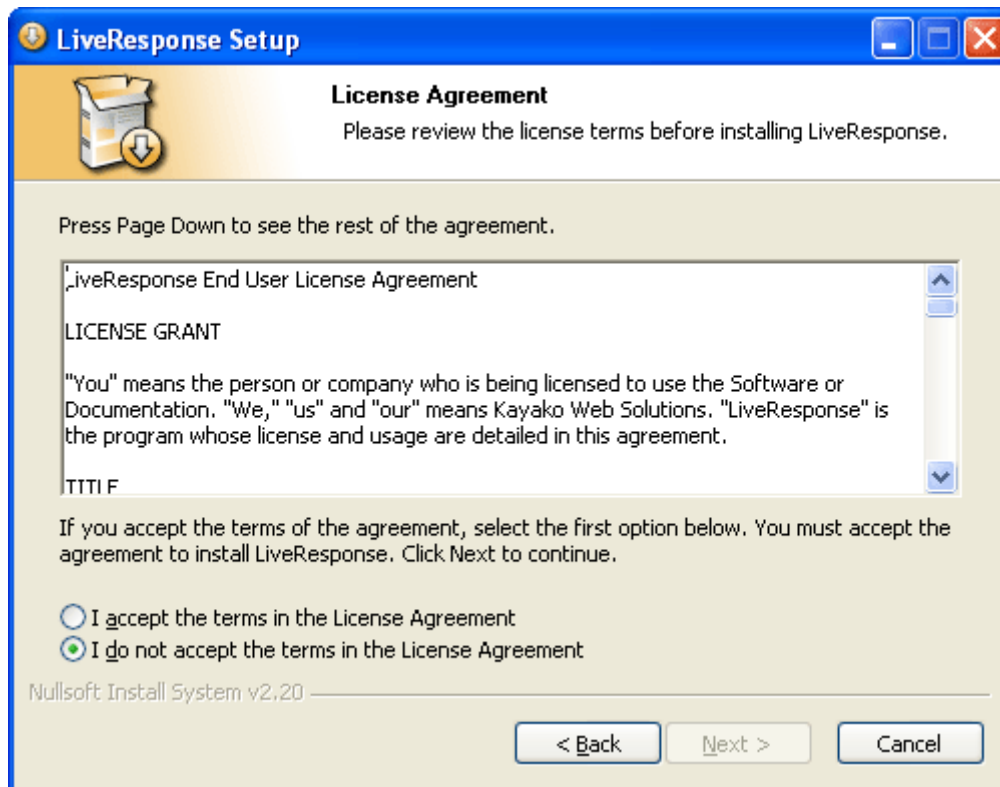 LiveResponse Setup
License Agreement
Please review the license terms before installing LiveResponse.
Press Page Down to see the rest of the agreement.
LiveResponse End User License Agreement
LICENSE GRANT
"You" means the person or company who is being licensed to use the Software or
Documentation. "We," "us" and "our" means Kayako Web Solutions. "LiveResponse" is
the program whose license and usage are detailed in this agreement.
TITLE
If you accept the terms of the agreement, select the first option below. You must accept the
agreement to install LiveResponse. Click Next to continue.
I accept the terms in the License Agreement
I do not accept the terms in the License Agreement
Nullsoft Install System v2.20
< Back
Next >
Cancel